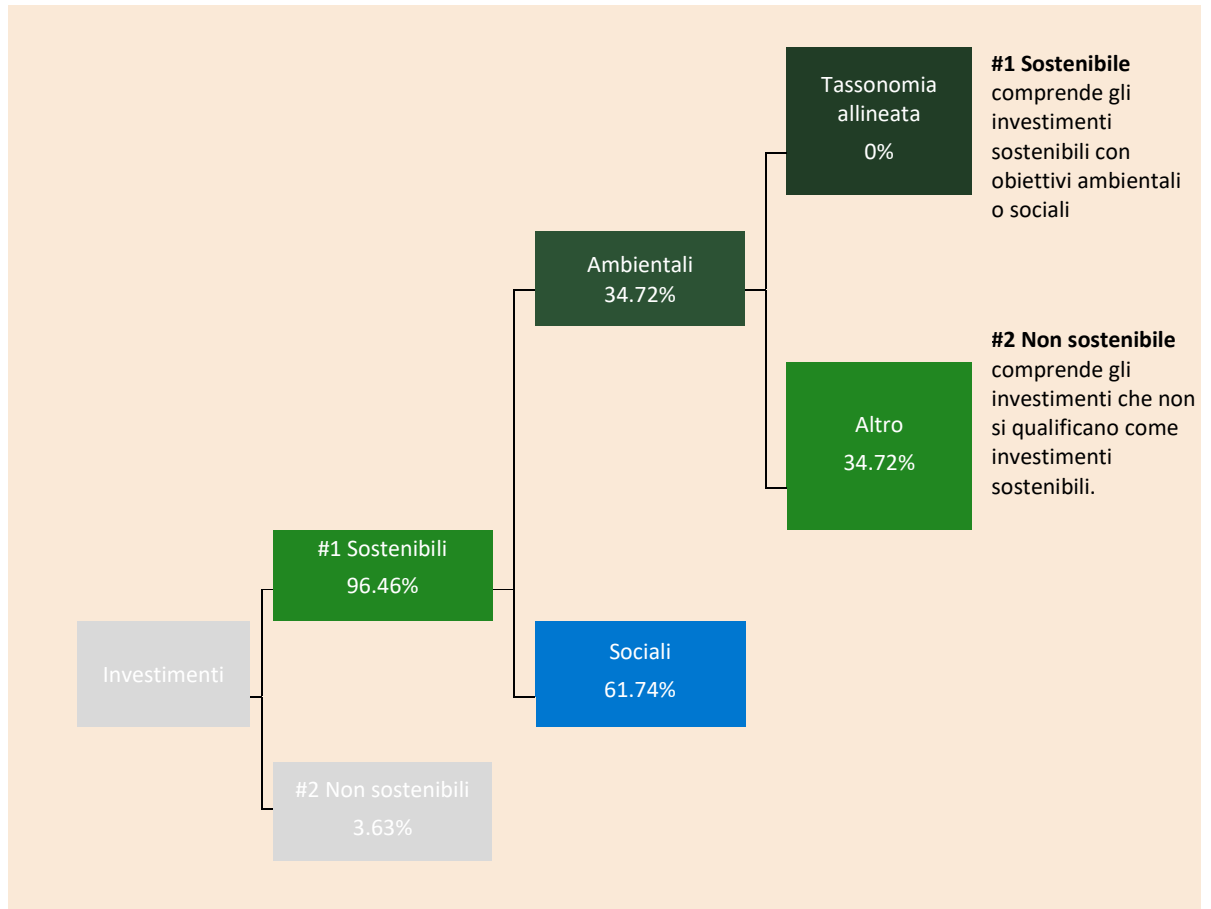 Tassonomia
allineata
0%
#1 Sostenibile
comprende gli
investimenti
sostenibili con
obiettivi ambientali
o sociali
Ambientali
34.72%
#2 Non sostenibile
comprende gli
investimenti che non
si qualificano come
investimenti
sostenibili.
Altro
34.72%
#1 Sostenibili
96.46%
Investimenti
Sociali
61.74%
#2 Non sostenibili
3.63%